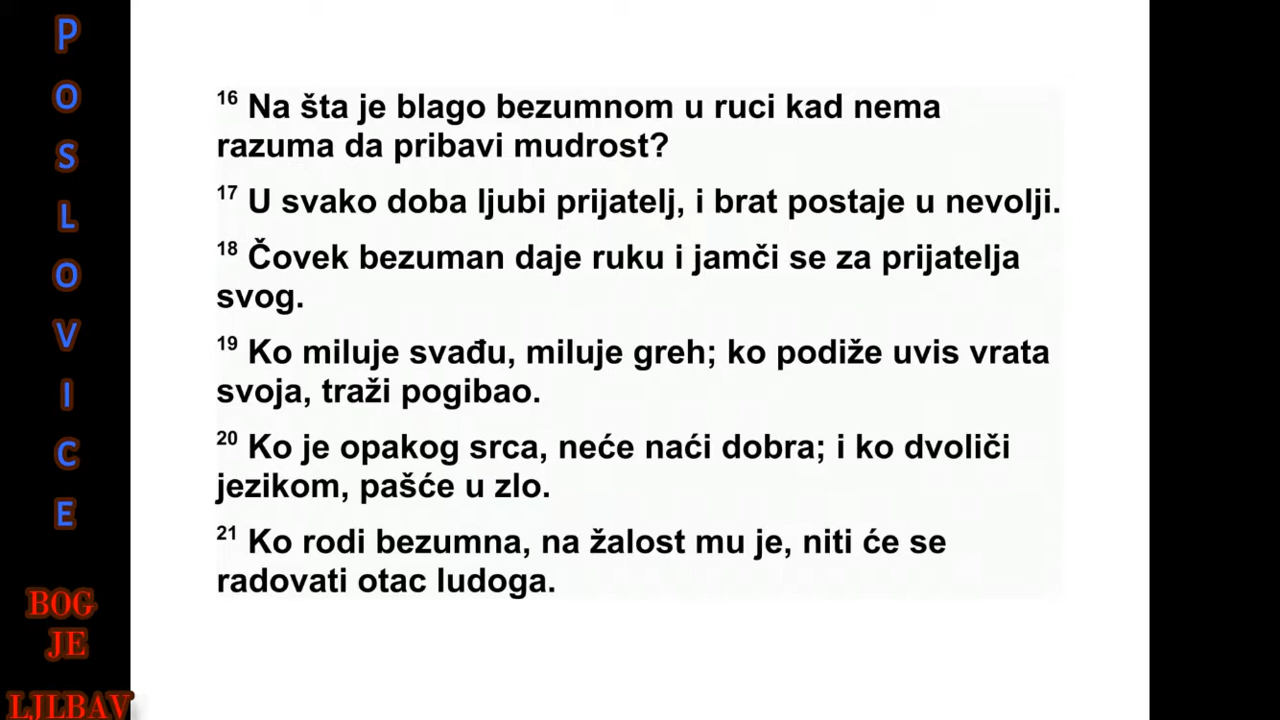 POSLOVICE
BOG
JE
LJLBAV
16 Na šta je blago bezumnom u ruci kad nema
razuma da pribavi mudrost?
17 U svako doba ljubi prijatelj, i brat postaje u nevolji.
18 Čovek bezuman daje ruku i jamči se za prijatelja
svog.
19 Ko miluje svađu, miluje greh; ko podiže uvis vrata
svoja, traži pogibao.
20 Ko je opakog srca, neće naći dobra; i ko dvoliči
jezikom, pašće u zlo.
21 Ko rodi bezumna, na žalost mu je, niti će se
radovati otac ludoga.